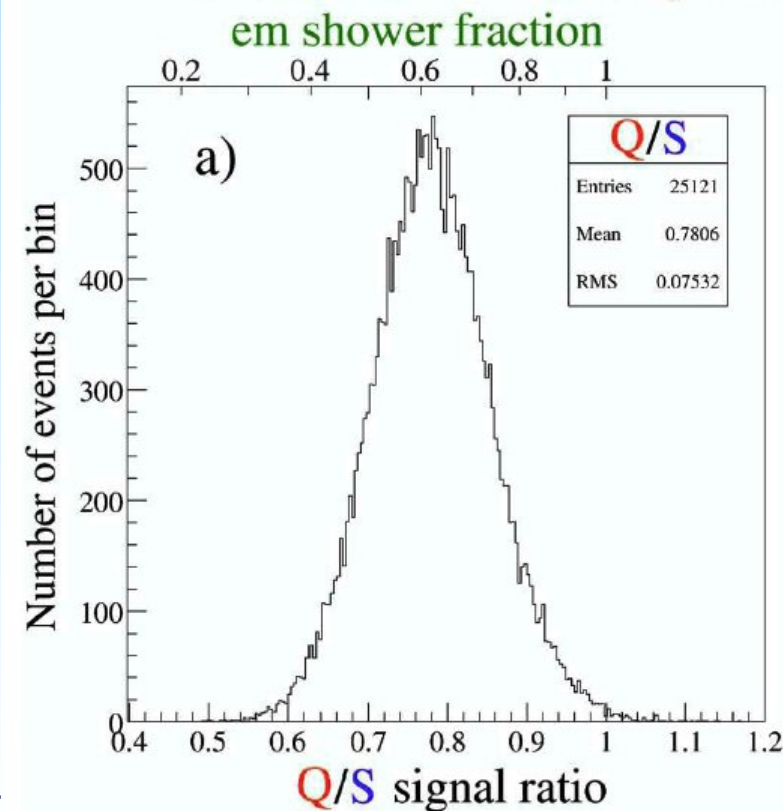 em shower fraction
0.2 0.4 0.6 0.8 1
a)
Q/S
Entries 25121
Mean 0.7806
RMS 0.07532
Number of events per bin
500
400
300
200
100
0
0.4 0.5 0.6 0.7 0.8 0.9 1 1.1 1.2
Q/S signal ratio